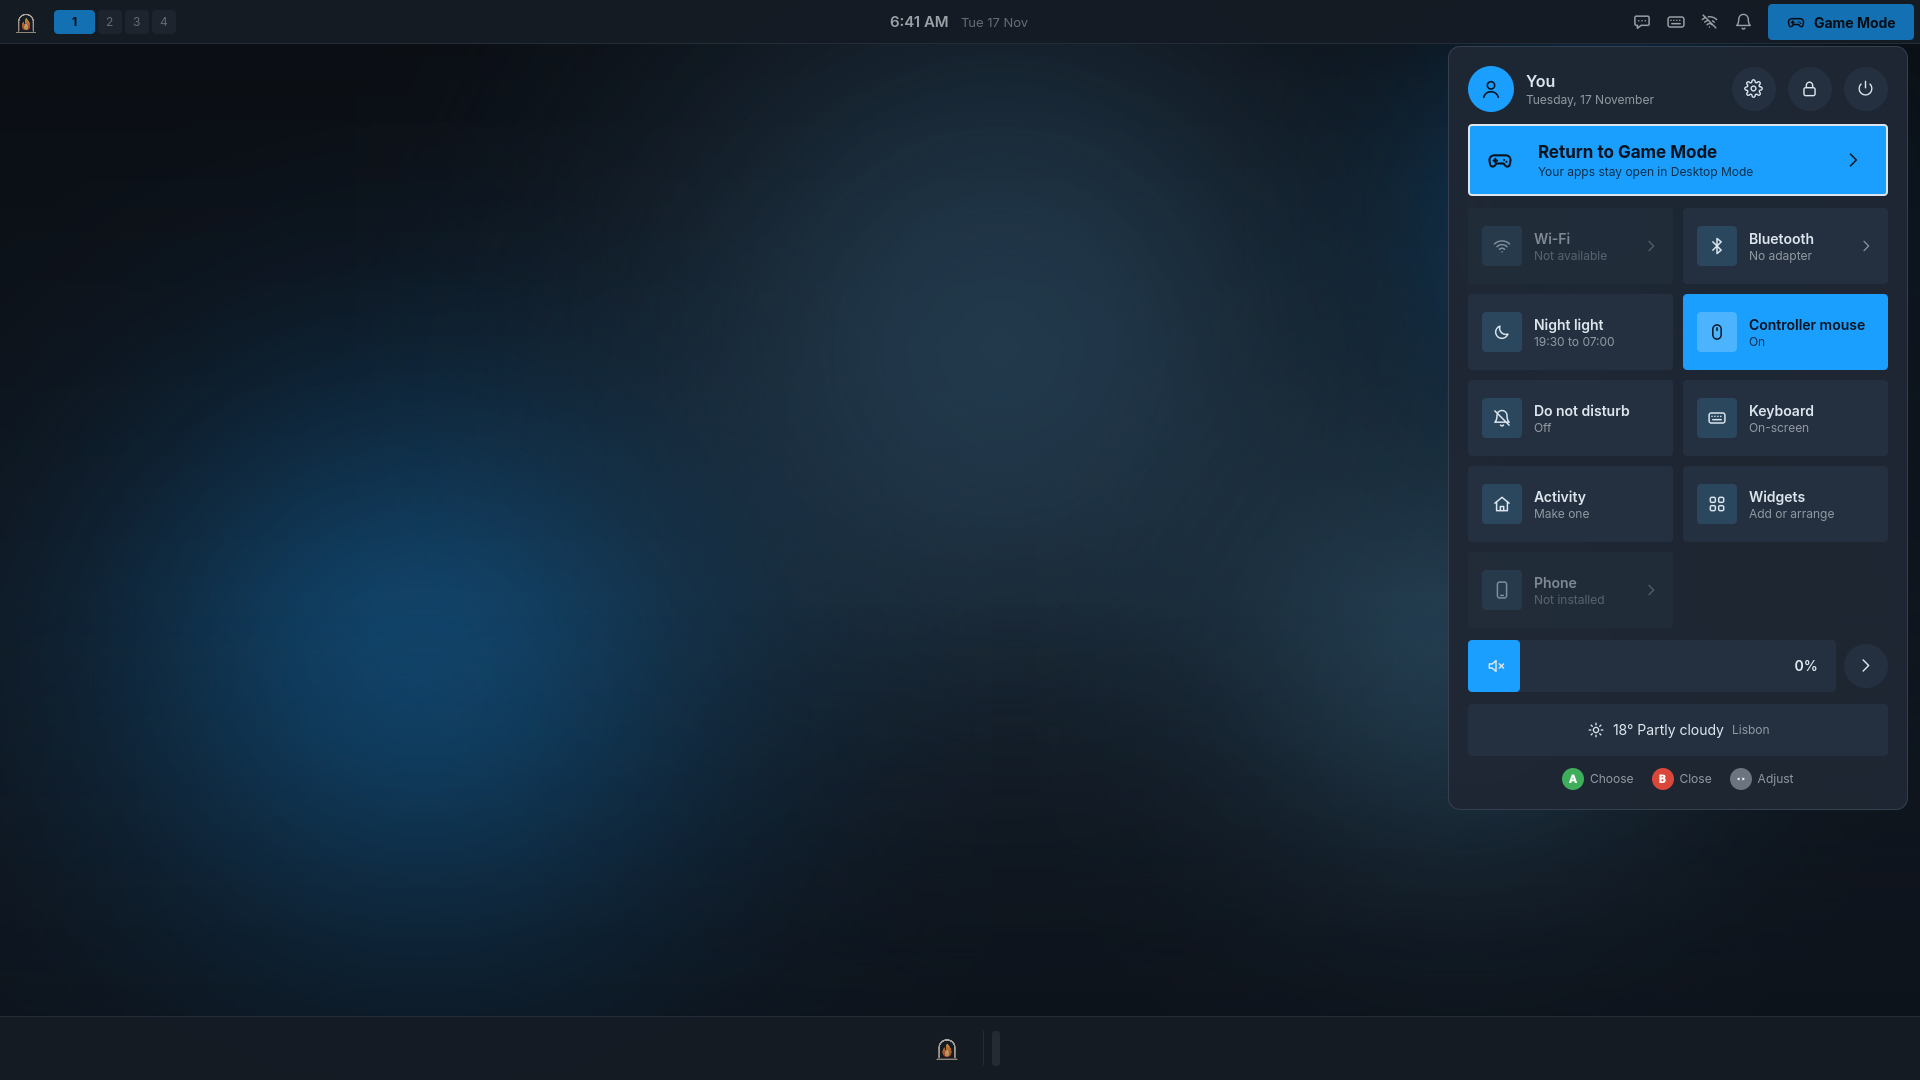 1 2 3 4
6:41 AM Tue 17 Nov
Game Mode
You
Tuesday, 17 November
Return to Game Mode
Your apps stay open in Desktop Mode
Wi-Fi
Not available
Bluetooth
No adapter
Night light
19:30 to 07:00
Controller mouse
On
Do not disturb
Off
Keyboard
On-screen
Activity
Make one
Widgets
Add or arrange
Phone
Not installed
0%
18° Partly cloudy Lisbon
A Choose B Close Adjust